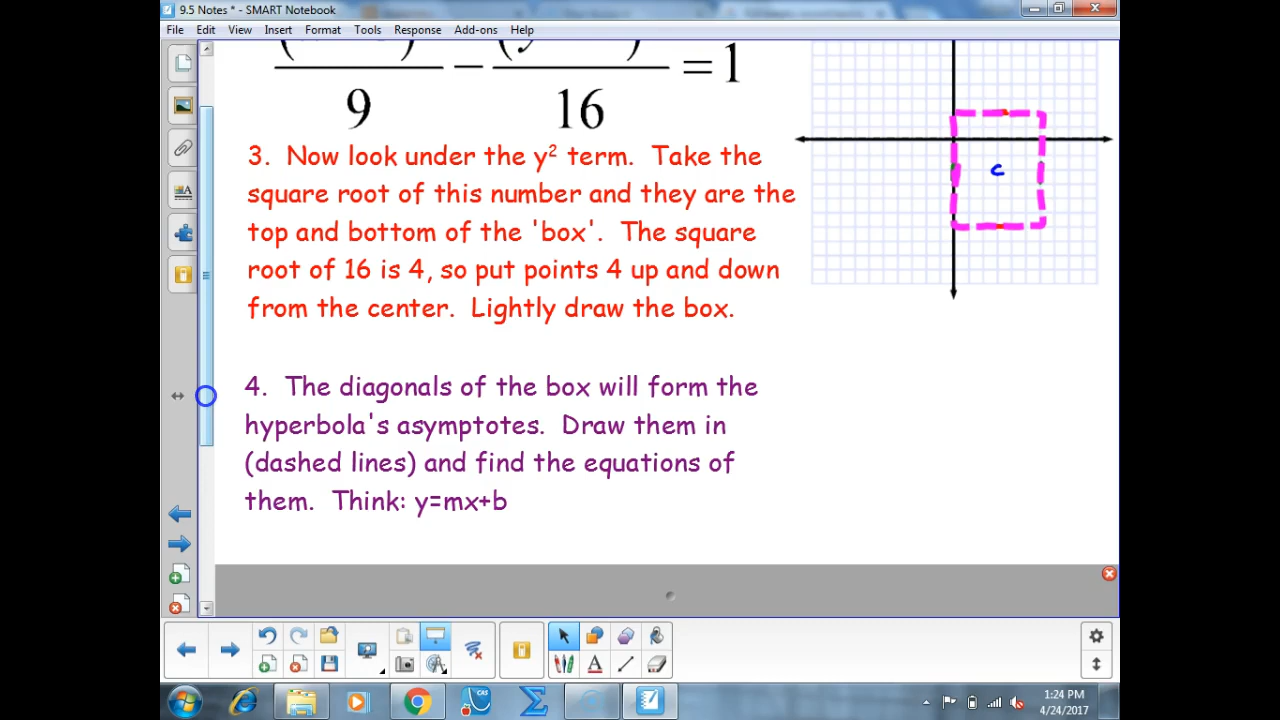 9.5 Notes * - SMART Notebook
File Edit View Insert Format Tools Response Add-ons Help
9 − 16 = 1
3. Now look under the y² term. Take the
square root of this number and they are the
top and bottom of the 'box'. The square
root of 16 is 4, so put points 4 up and down
from the center. Lightly draw the box.
c
4. The diagonals of the box will form the
hyperbola's asymptotes. Draw them in
(dashed lines) and find the equations of
them. Think: y=mx+b
1:24 PM
4/24/2017